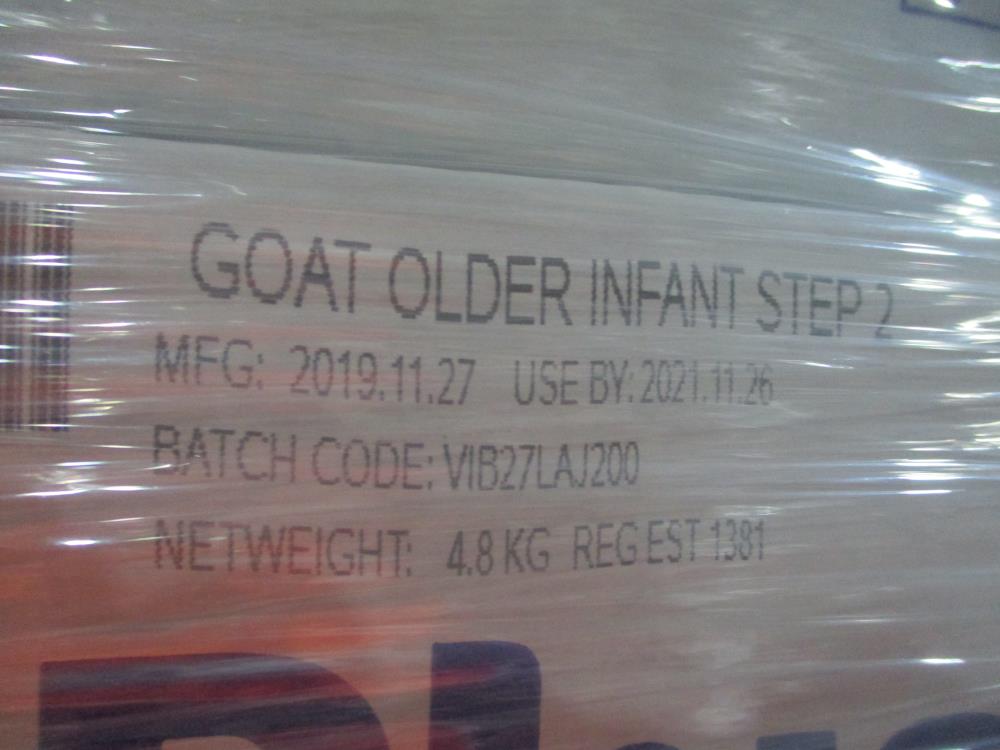 GOAT OLDER INFANT STEP 2
MFG: 2019.11.27 USE BY: 2021.11.26
BATCH CODE: VIB27LAJ200
NETWEIGHT: 4.8 KG REG EST 1381